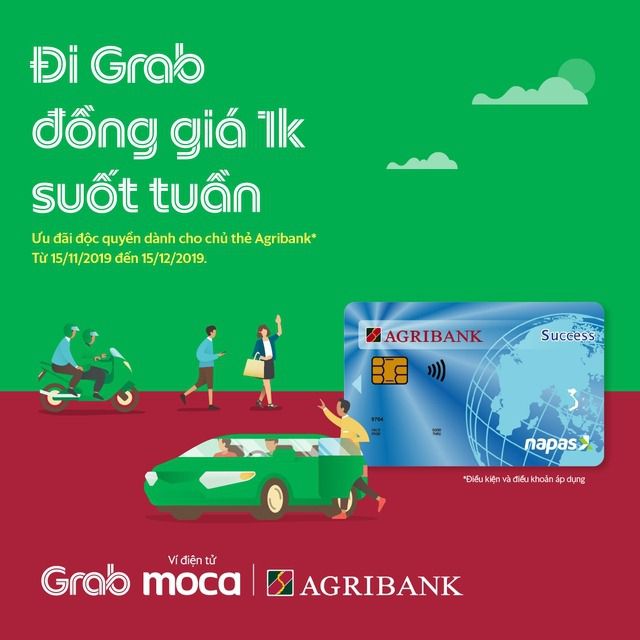 Đi Grab
đồng giá 1k
suốt tuần
Ưu đãi độc quyền dành cho chủ thẻ Agribank*
Từ 15/11/2019 đến 15/12/2019.
AGRIBANK
Success
9704
napas
*Điều kiện và điều khoản áp dụng
Ví điện tử
Grab moca
AGRIBANK